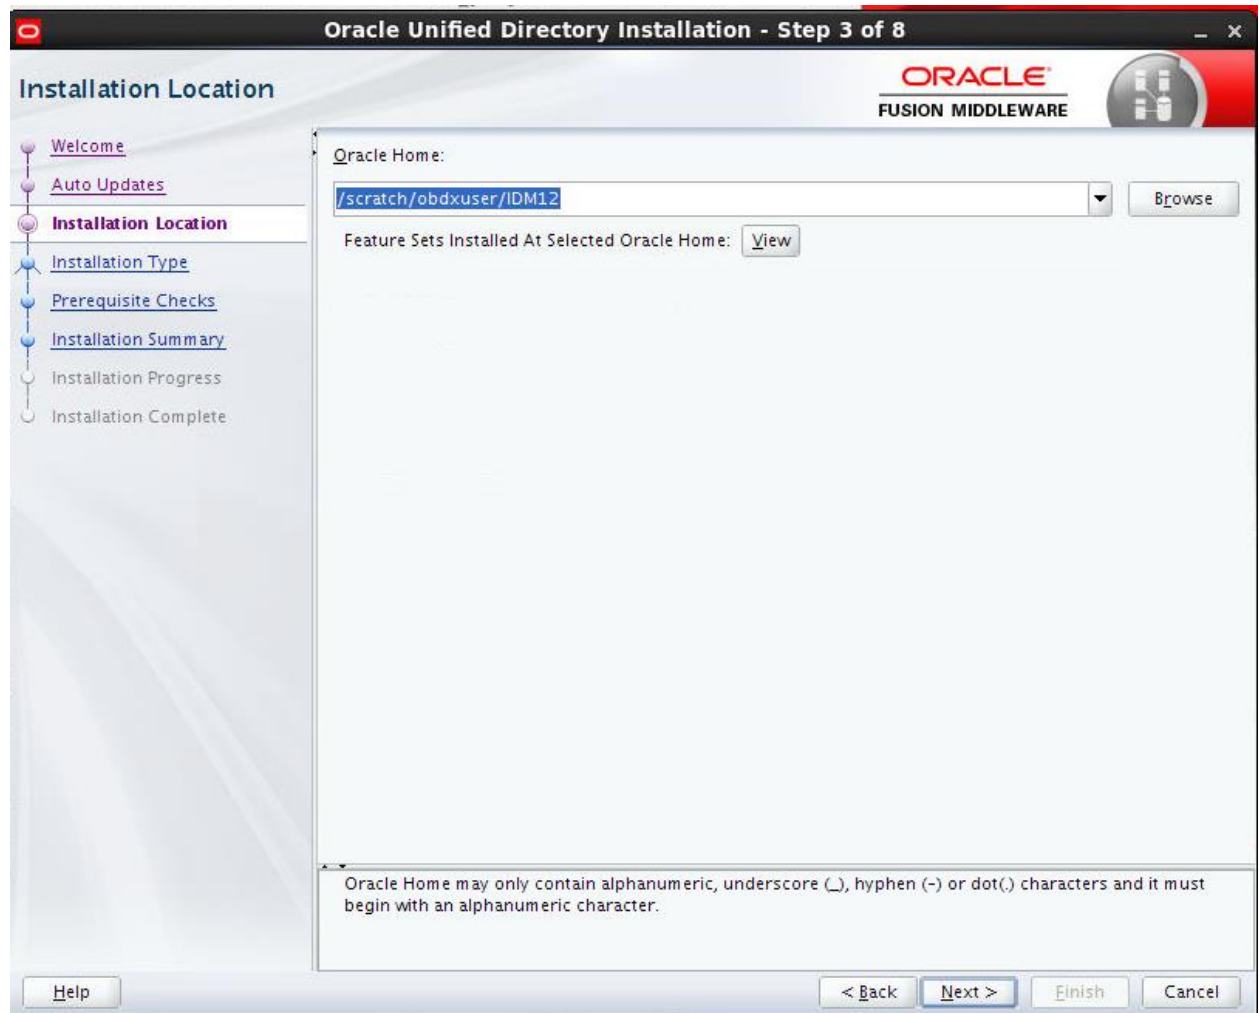 Oracle Unified Directory Installation - Step 3 of 8
Installation Location
ORACLE
FUSION MIDDLEWARE
Welcome
Auto Updates
Installation Location
Installation Type
Prerequisite Checks
Installation Summary
Installation Progress
Installation Complete
Oracle Home:
/scratch/obdxuser/IDM12
Browse
Feature Sets Installed At Selected Oracle Home: View
Oracle Home may only contain alphanumeric, underscore (_), hyphen (-) or dot(.) characters and it must
begin with an alphanumeric character.
Help
< Back
Next >
Finish
Cancel